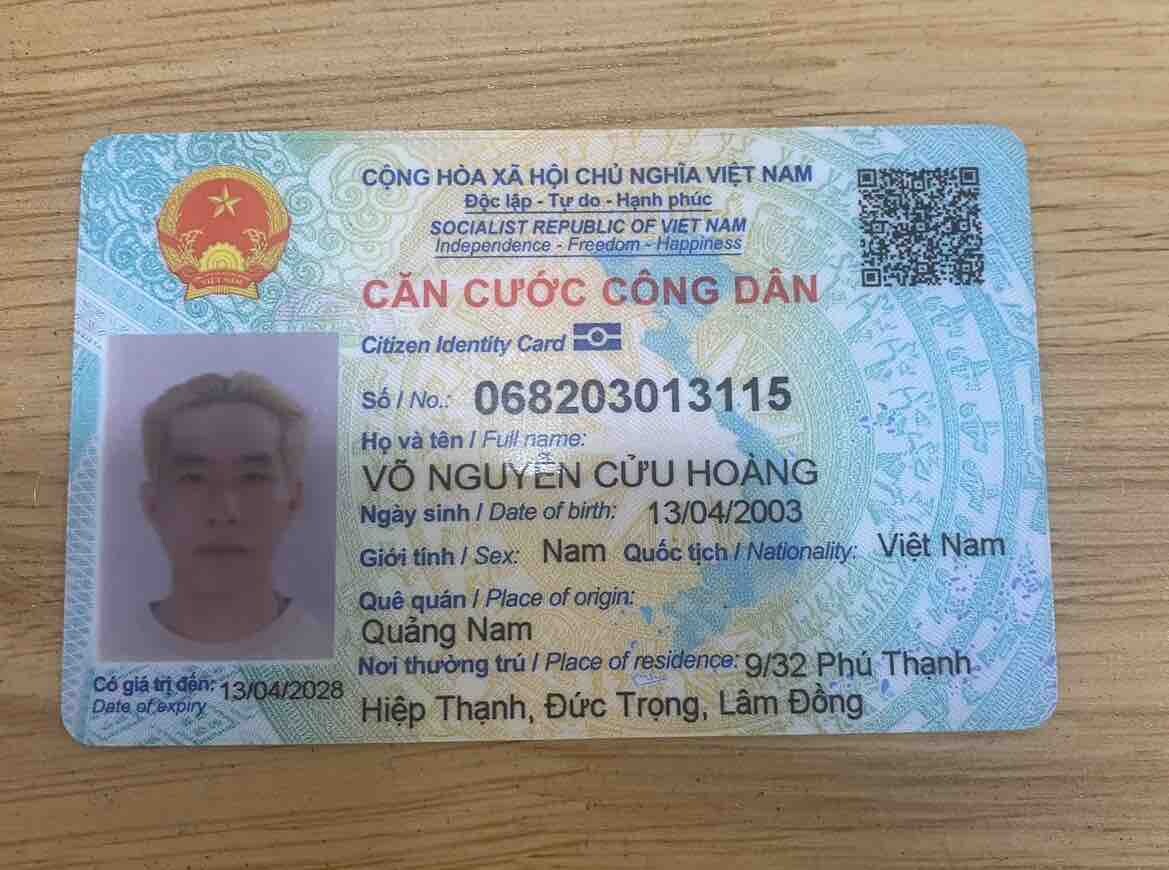 CỘNG HÒA XÃ HỘI CHỦ NGHĨA VIỆT NAM
Độc lập - Tự do - Hạnh phúc
SOCIALIST REPUBLIC OF VIET NAM
Independence - Freedom - Happiness
VIỆT NAM
CĂN CƯỚC CÔNG DÂN
Citizen Identity Card
Số / No.: 068203013115
Họ và tên / Full name:
VÕ NGUYỄN CỬU HOÀNG
Ngày sinh / Date of birth: 13/04/2003
Giới tính / Sex: Nam Quốc tịch / Nationality: Việt Nam
Quê quán / Place of origin:
Quảng Nam
Nơi thường trú / Place of residence: 9/32 Phú Thạnh
Hiệp Thạnh, Đức Trọng, Lâm Đồng
Có giá trị đến: 13/04/2028
Date of expiry